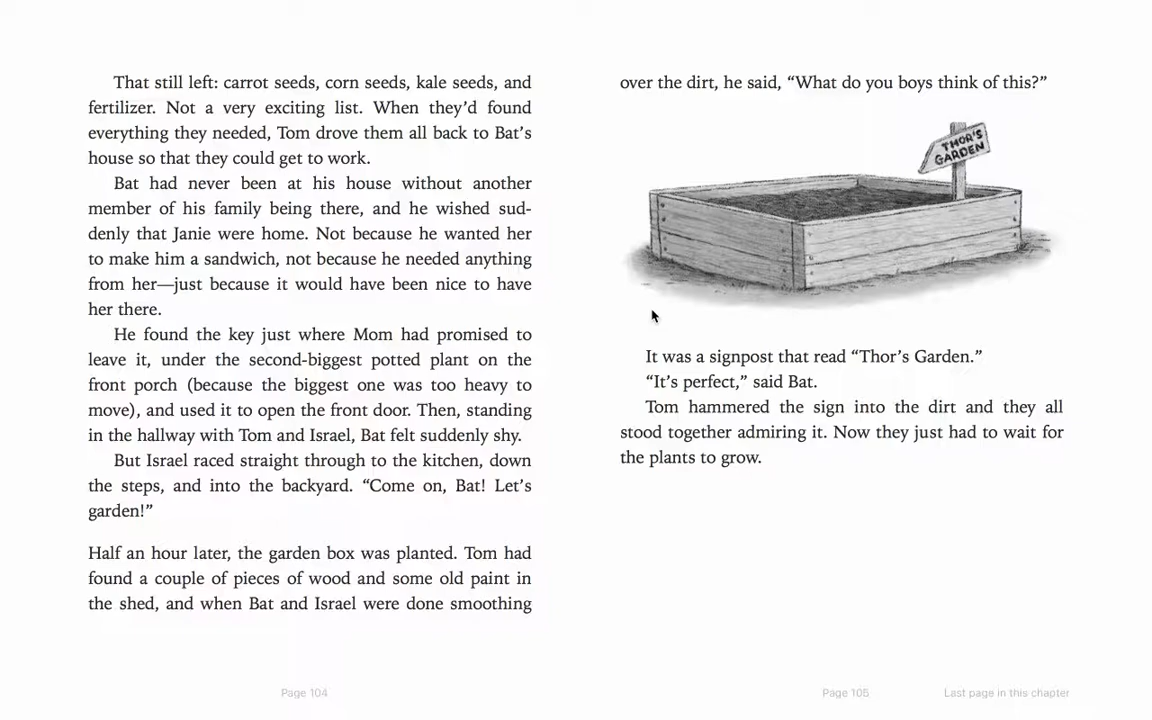 That still left: carrot seeds, corn seeds, kale seeds, and
fertilizer. Not a very exciting list. When they’d found
everything they needed, Tom drove them all back to Bat’s
house so that they could get to work.
Bat had never been at his house without another
member of his family being there, and he wished sud-
denly that Janie were home. Not because he wanted her
to make him a sandwich, not because he needed anything
from her—just because it would have been nice to have
her there.
He found the key just where Mom had promised to
leave it, under the second-biggest potted plant on the
front porch (because the biggest one was too heavy to
move), and used it to open the front door. Then, standing
in the hallway with Tom and Israel, Bat felt suddenly shy.
But Israel raced straight through to the kitchen, down
the steps, and into the backyard. “Come on, Bat! Let’s
garden!”
Half an hour later, the garden box was planted. Tom had
found a couple of pieces of wood and some old paint in
the shed, and when Bat and Israel were done smoothing
Page 104
over the dirt, he said, “What do you boys think of this?”
THOR'S
GARDEN
It was a signpost that read “Thor’s Garden.”
“It’s perfect,” said Bat.
Tom hammered the sign into the dirt and they all
stood together admiring it. Now they just had to wait for
the plants to grow.
Page 105
Last page in this chapter